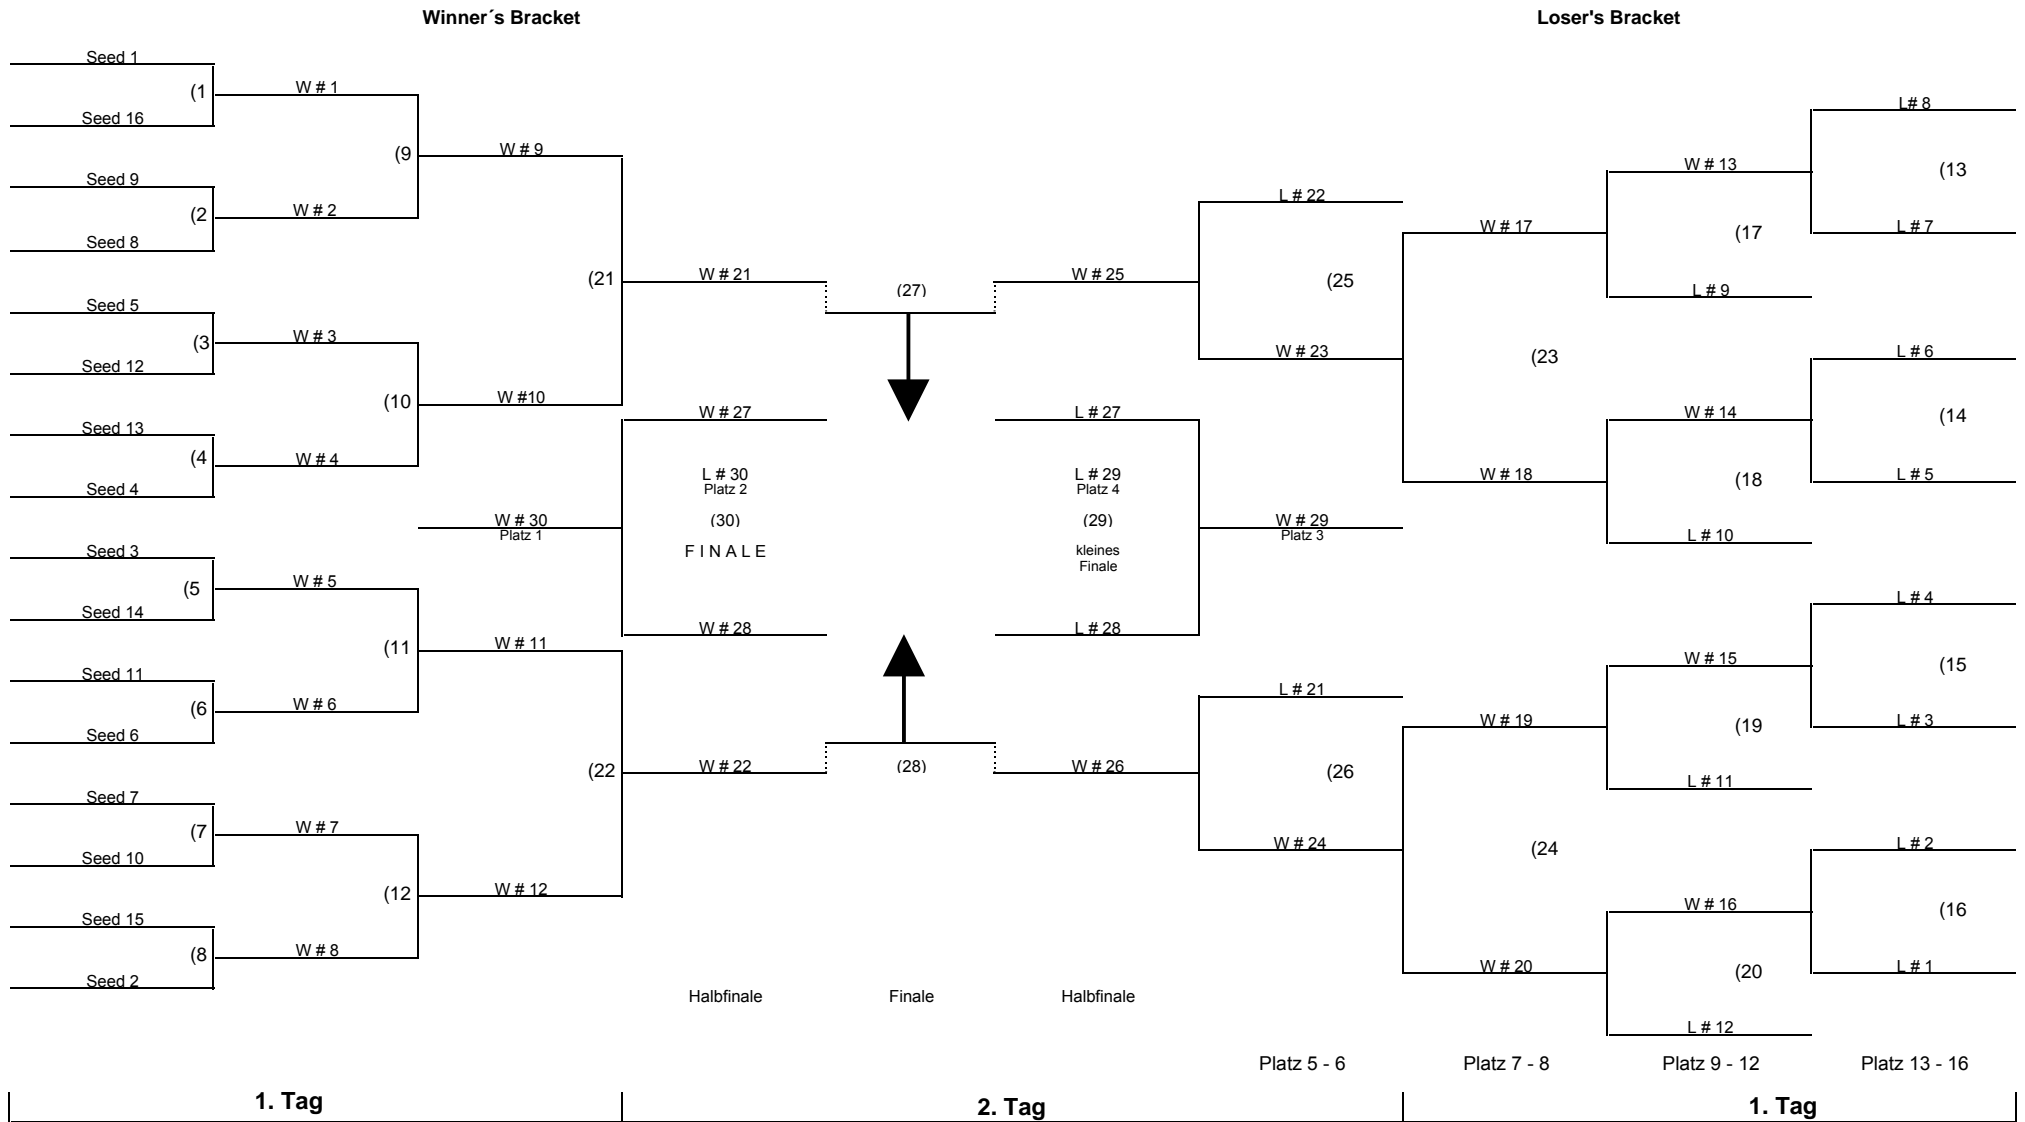 Winner´s Bracket
Loser's Bracket
Seed 1
(1
W # 1
Seed 16
L# 8
(9
W # 9
W # 13
(13
Seed 9
(2
W # 2
L # 22
Seed 8
W # 17
(17
L # 7
(21
W # 21
(27)
W # 25
(25
L # 9
Seed 5
(3
W # 3
Seed 12
W # 23
(23
L # 6
(10
W #10
W # 27
L # 27
W # 14
(14
Seed 13
(4
W # 4
Seed 4
L # 30
Platz 2
L # 29
Platz 4
W # 18
(18
L # 5
W # 30
Platz 1
(30)
(29)
W # 29
Platz 3
L # 10
F I N A L E
kleines
Finale
Seed 3
(5
W # 5
Seed 14
L # 4
(11
W # 11
W # 28
L # 28
W # 15
(15
Seed 11
(6
W # 6
L # 21
Seed 6
W # 19
(19
L # 3
(22
W # 22
(28)
W # 26
(26
L # 11
Seed 7
(7
W # 7
Seed 10
W # 24
(24
L # 2
(12
W # 12
W # 16
(16
Seed 15
(8
W # 8
Seed 2
W # 20
(20
L # 1
Halbfinale
Finale
Halbfinale
L # 12
Platz 5 - 6
Platz 7 - 8
Platz 9 - 12
Platz 13 - 16
1. Tag
2. Tag
1. Tag